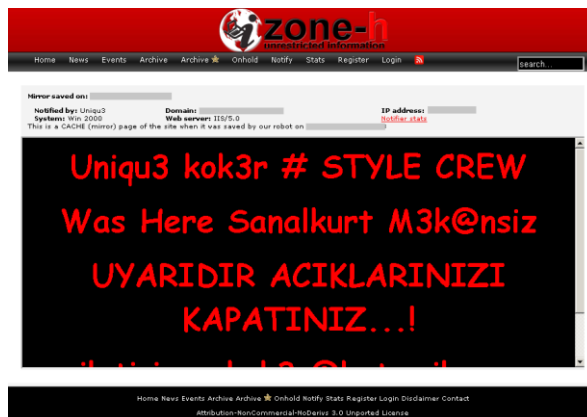 zone-h
unrestricted information
Home News Events Archive Archive Onhold Notify Stats Register Login
search...
Mirror saved on:
Notified by: Uniqu3 Domain: IP address:
System: Win 2000 Web server: IIS/5.0 Notifier stats
This is a CACHE (mirror) page of the site when it was saved by our robot on
Uniqu3 kok3r # STYLE CREW
Was Here Sanalkurt M3k@nsiz
UYARIDIR ACIKLARINIZI
KAPATINIZ...!
Home News Events Archive Archive Onhold Notify Stats Register Login Disclaimer Contact
Attribution-NonCommercial-NoDerivs 3.0 Unported License